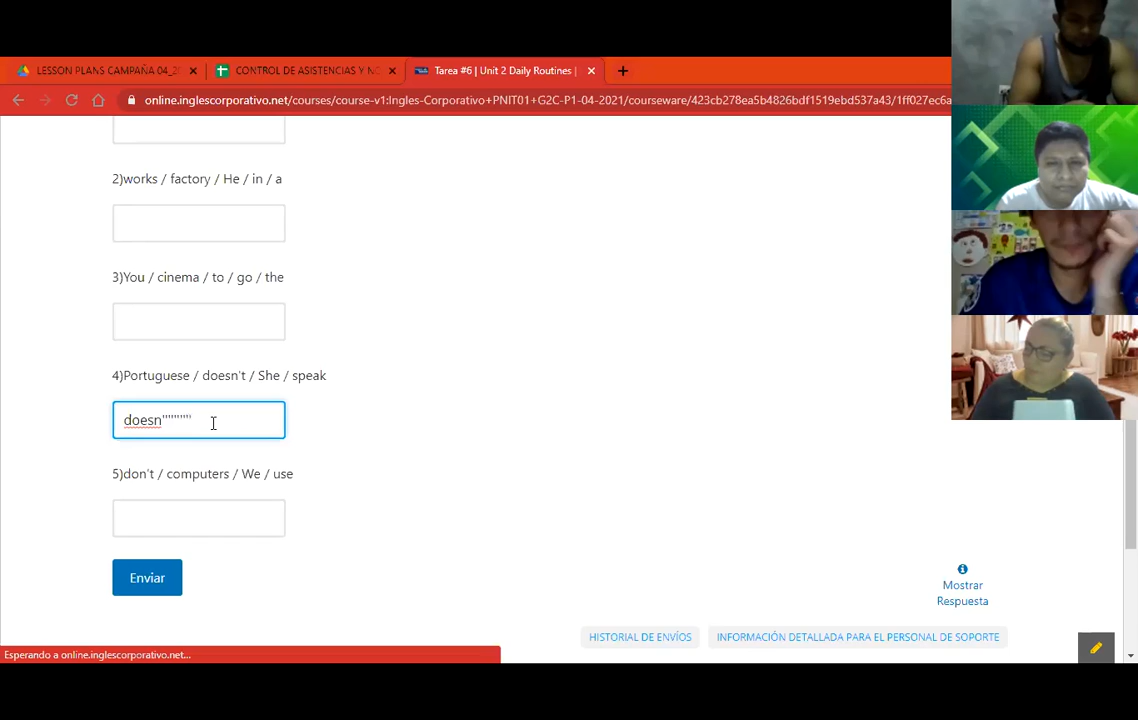 LESSON PLANS CAMPAÑA 04_2
CONTROL DE ASISTENCIAS Y NO
Tarea #6 | Unit 2 Daily Routines |
online.inglescorporativo.net/courses/course-v1:Ingles-Corporativo+PNIT01+G2C-P1-04-2021/courseware/423cb278ea5b4826bdf1519ebd537a43/1ff027ec6a
2)works / factory / He / in / a
3)You / cinema / to / go / the
4)Portuguese / doesn't / She / speak
doesn''''''''''
5)don't / computers / We / use
Enviar
Mostrar
Respuesta
HISTORIAL DE ENVÍOS
INFORMACIÓN DETALLADA PARA EL PERSONAL DE SOPORTE
Esperando a online.inglescorporativo.net...